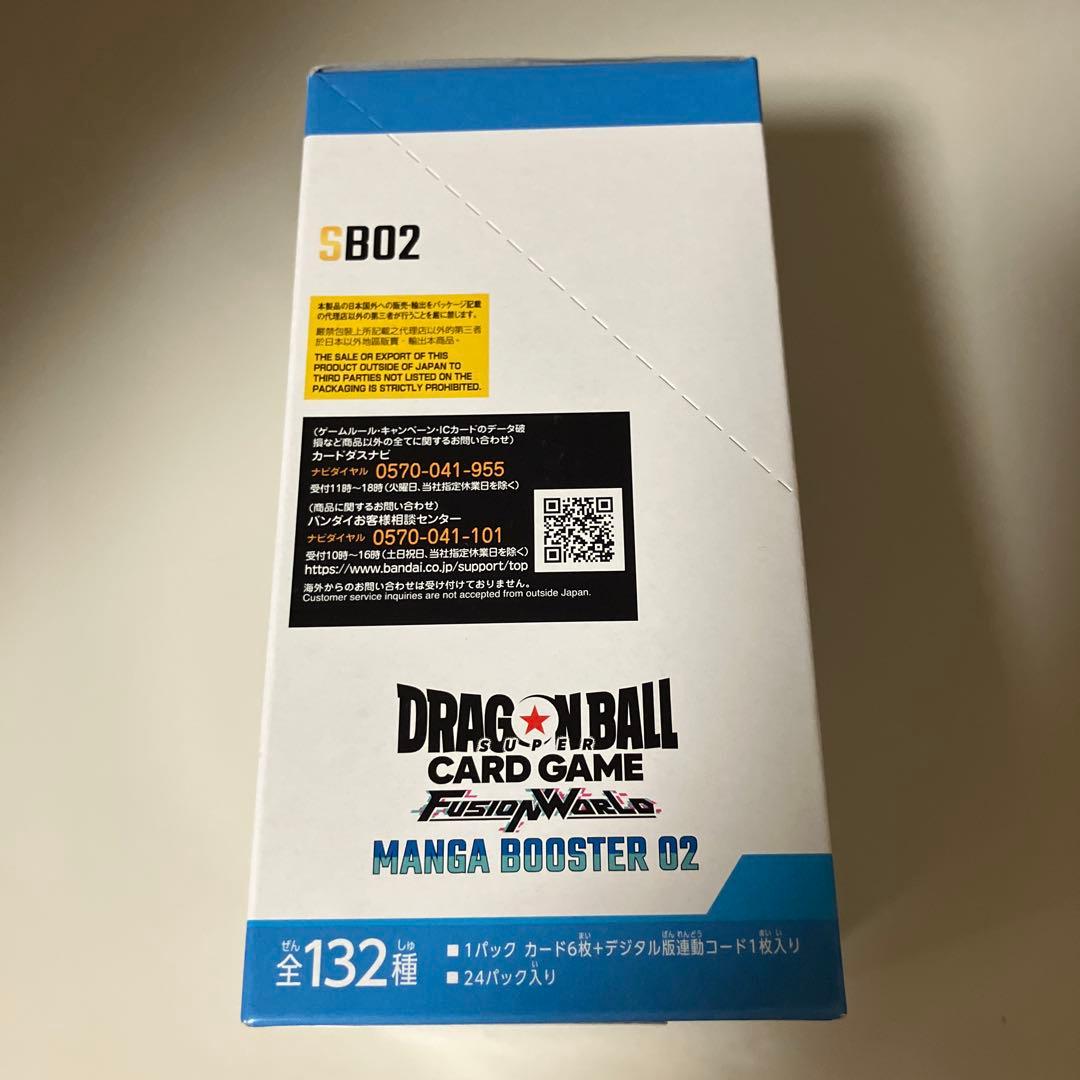 SB02
本製品の日本国外への販売・輸出をパッケージ記載
の代理店以外の第三者が行うことを厳に禁じます。
嚴禁包裝上所記載之代理店以外的第三者
於日本以外地區販賣・輸出本商品。
THE SALE OR EXPORT OF THIS
PRODUCT OUTSIDE OF JAPAN TO
THIRD PARTIES NOT LISTED ON THE
PACKAGING IS STRICTLY PROHIBITED.
(ゲームルール・キャンペーン・ICカードのデータ破
損など商品以外の全てに関するお問い合わせ)
カードダスナビ
ナビダイヤル 0570-041-955
受付11時〜18時(火曜日、当社指定休業日を除く)
(商品に関するお問い合わせ)
バンダイお客様相談センター
ナビダイヤル 0570-041-101
受付10時〜16時(土日祝日、当社指定休業日を除く)
https://www.bandai.co.jp/support/top
海外からのお問い合わせは受け付けておりません。
Customer service inquiries are not accepted from outside Japan.
DRAGON BALL
SUPER
CARD GAME
FUSION WORLD
MANGA BOOSTER 02
ぜん しゅ
全132種
まい ばん れんどう まい い
■1パック カード6枚+デジタル版連動コード1枚入り
い
■24パック入り